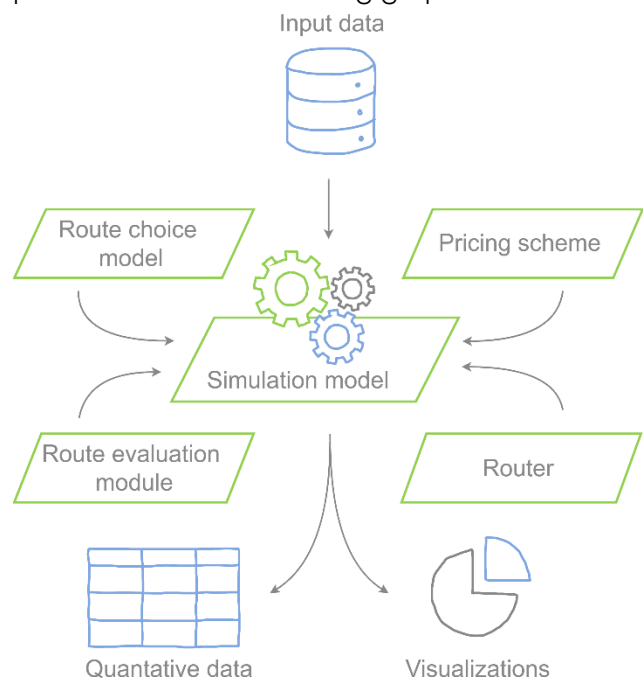 Input data
Route choice
model
Pricing scheme
Simulation model
Route evaluation
module
Router
Quantative data
Visualizations